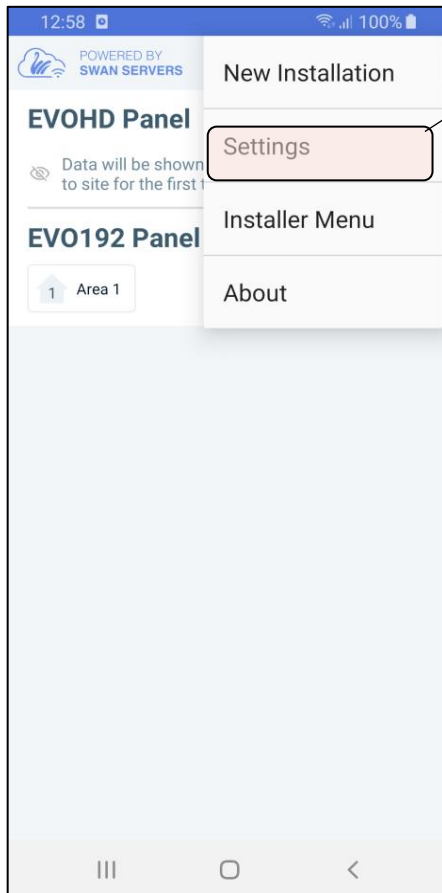 12:58 100%
POWERED BY
SWAN SERVERS
New Installation
EVOHD Panel
Settings
Data will be shown
to site for the first
Installer Menu
EVO192 Panel
1 Area 1
About